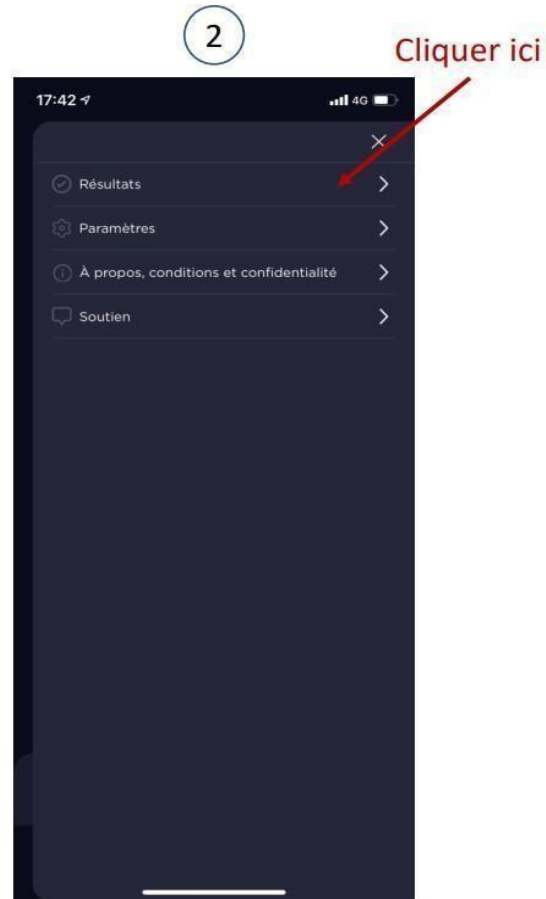 2
Cliquer ici
17:42 4G
Résultats
Paramètres
À propos, conditions et confidentialité
Soutien